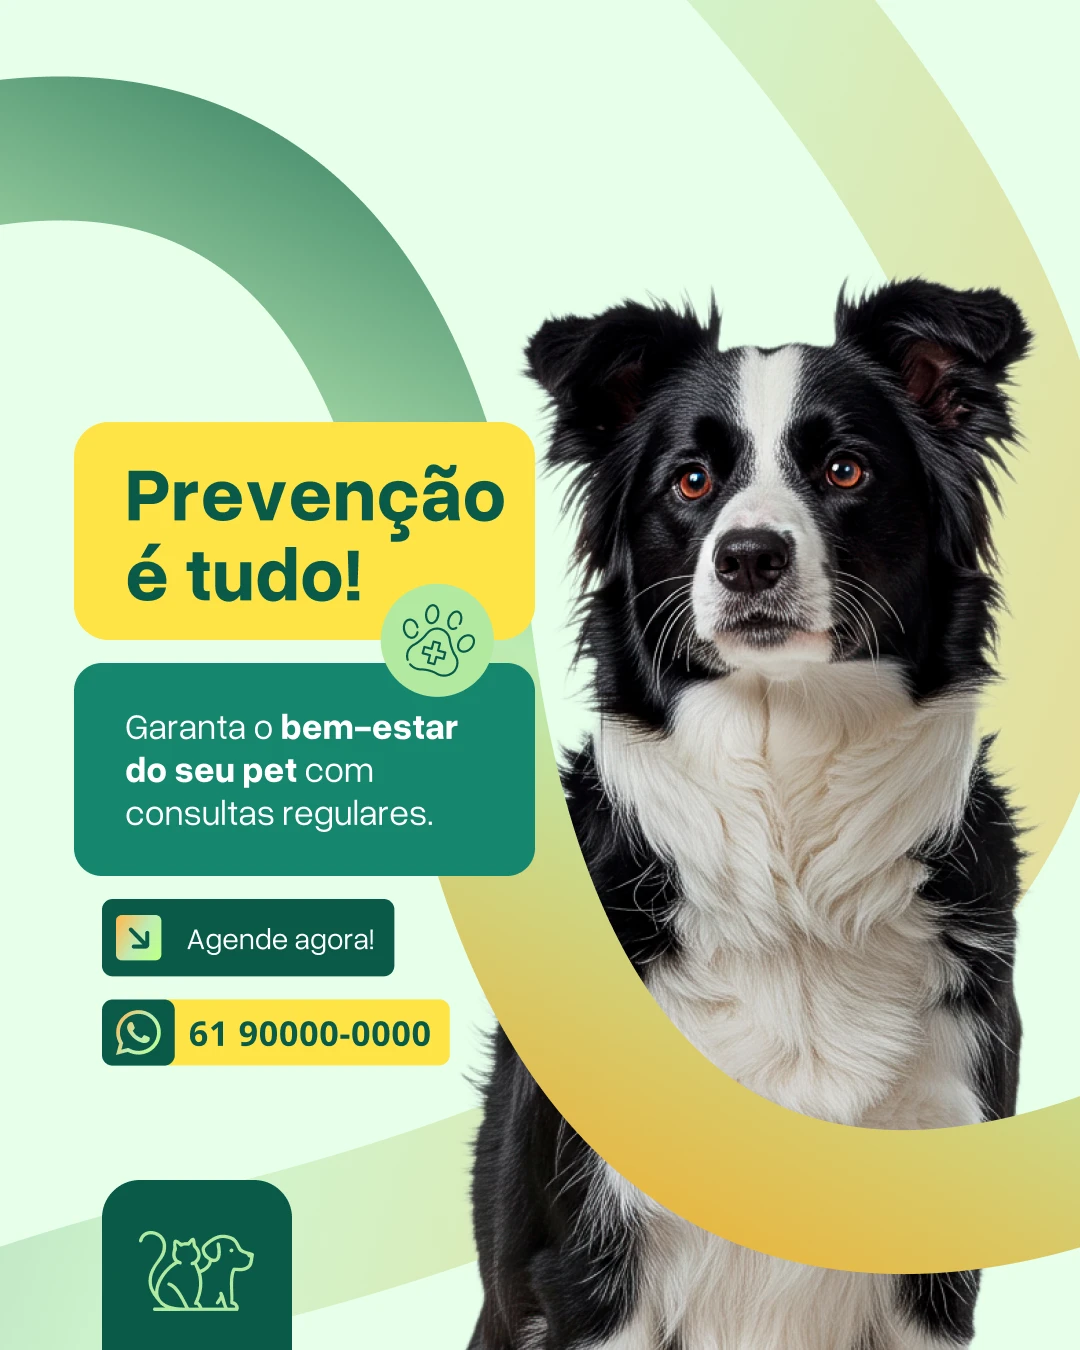 Prevenção
é tudo!
Garanta o bem-estar
do seu pet com
consultas regulares.
Agende agora!
61 90000-0000